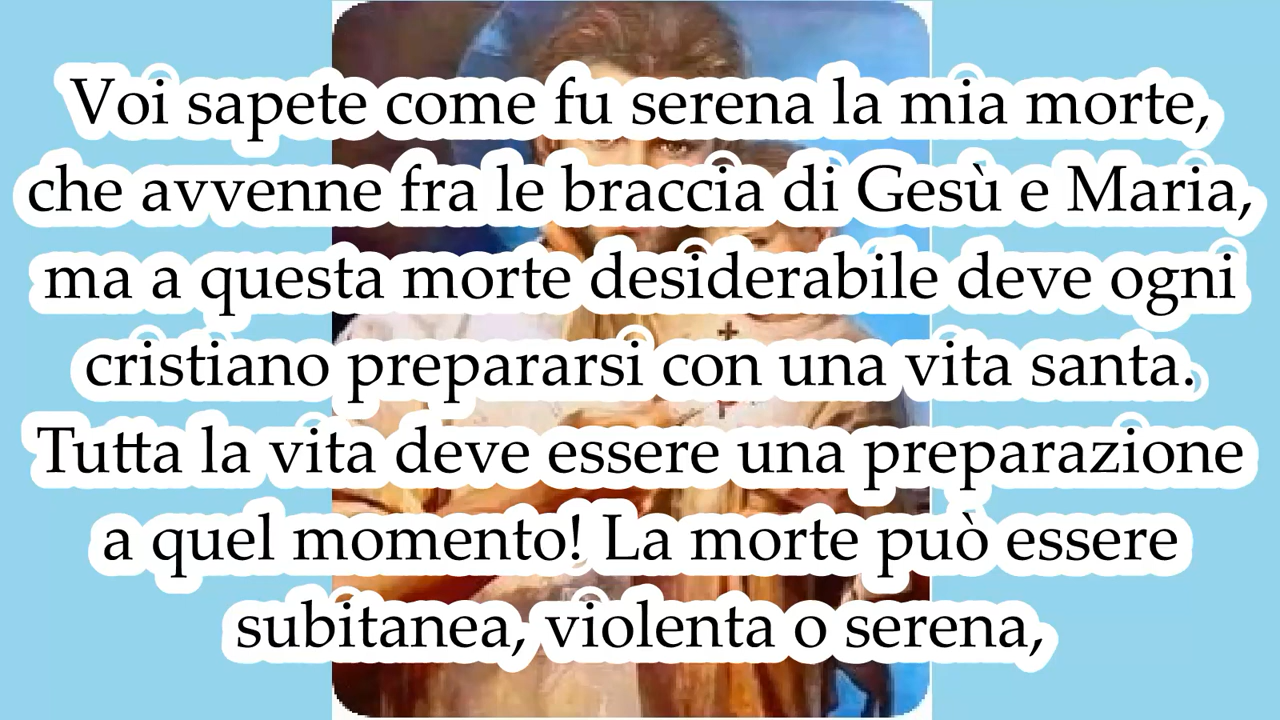 Voi sapete come fu serena la mia morte,
che avvenne fra le braccia di Gesù e Maria,
ma a questa morte desiderabile deve ogni
cristiano prepararsi con una vita santa.
Tutta la vita deve essere una preparazione
a quel momento! La morte può essere
subitanea, violenta o serena,